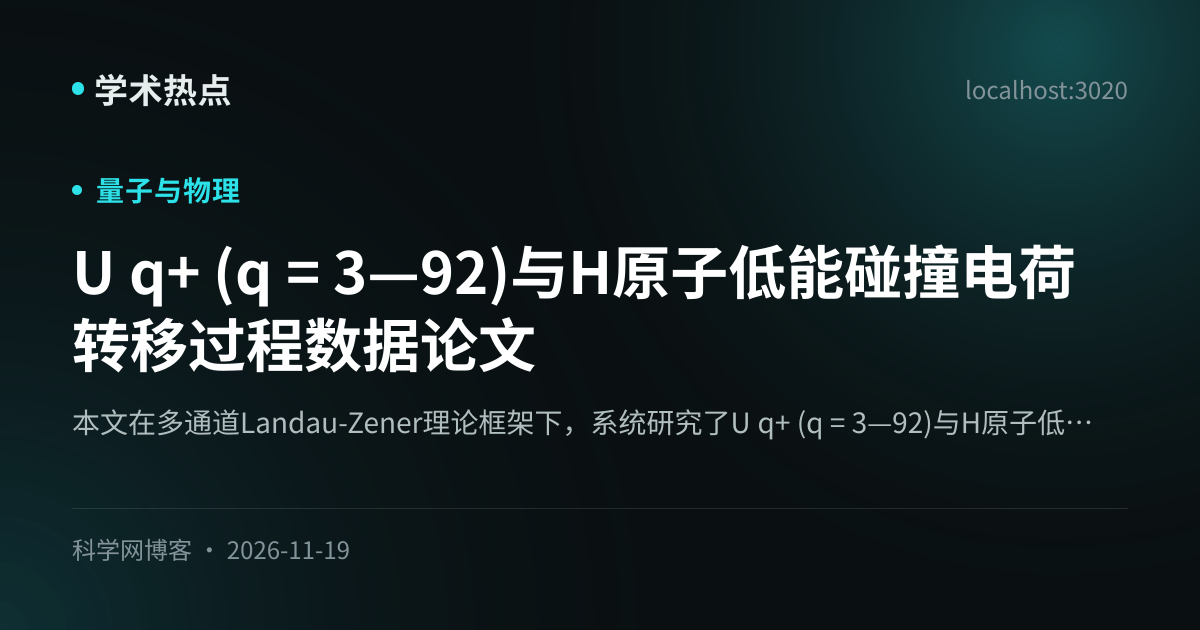 学术热点
localhost:3020
量子与物理
U q+ (q = 3—92)与H原子低能碰撞电荷
转移过程数据论文
本文在多通道Landau-Zener理论框架下，系统研究了U q+ (q = 3—92)与H原子低…
科学网博客 • 2026-11-19